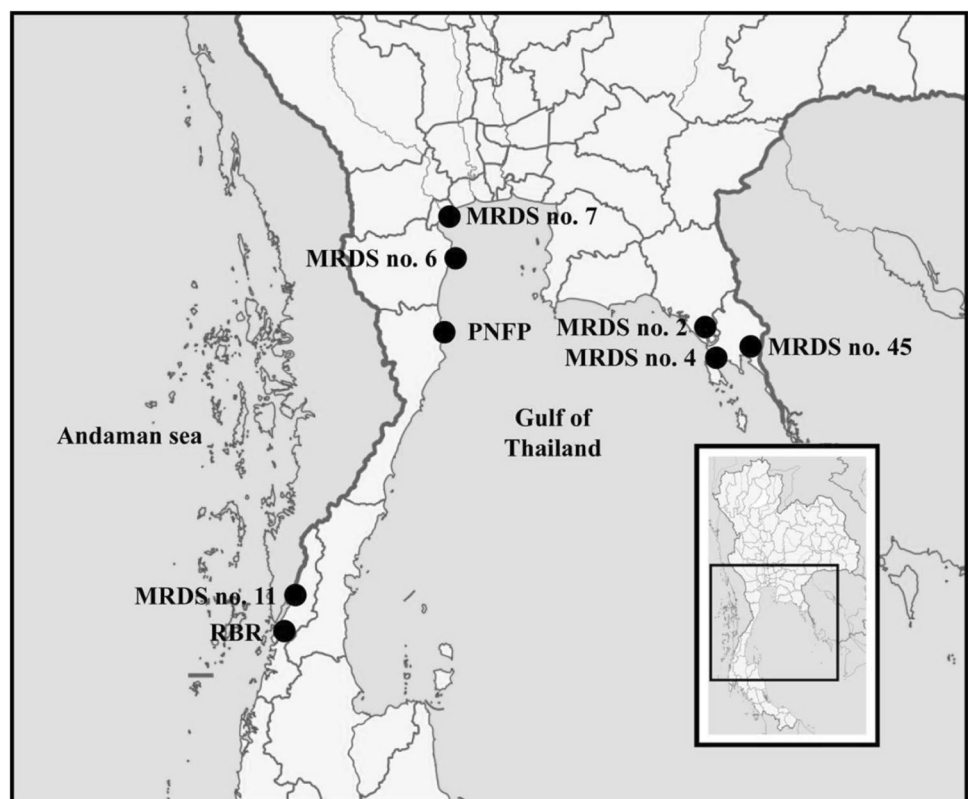 MRDS no. 7
MRDS no. 6
PNFP
MRDS no. 2
MRDS no. 45
MRDS no. 4
Andaman sea
Gulf of
Thailand
MRDS no. 11
RBR